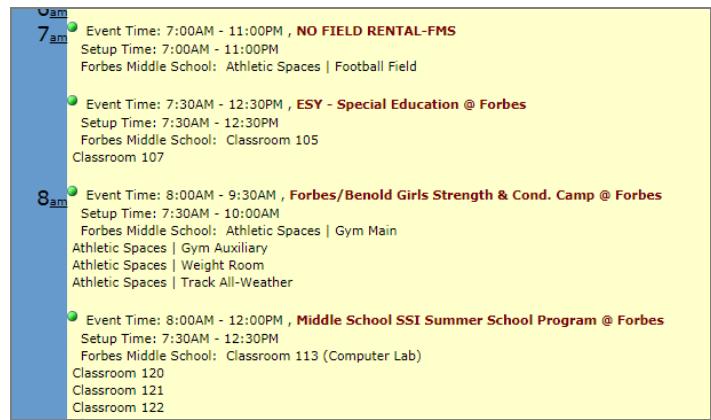 6am
7am
Event Time: 7:00AM - 11:00PM , NO FIELD RENTAL-FMS
Setup Time: 7:00AM - 11:00PM
Forbes Middle School: Athletic Spaces | Football Field
Event Time: 7:30AM - 12:30PM , ESY - Special Education @ Forbes
Setup Time: 7:30AM - 12:30PM
Forbes Middle School: Classroom 105
Classroom 107
8am
Event Time: 8:00AM - 9:30AM , Forbes/Benold Girls Strength & Cond. Camp @ Forbes
Setup Time: 7:30AM - 10:00AM
Forbes Middle School: Athletic Spaces | Gym Main
Athletic Spaces | Gym Auxiliary
Athletic Spaces | Weight Room
Athletic Spaces | Track All-Weather
Event Time: 8:00AM - 12:00PM , Middle School SSI Summer School Program @ Forbes
Setup Time: 7:30AM - 12:30PM
Forbes Middle School: Classroom 113 (Computer Lab)
Classroom 120
Classroom 121
Classroom 122